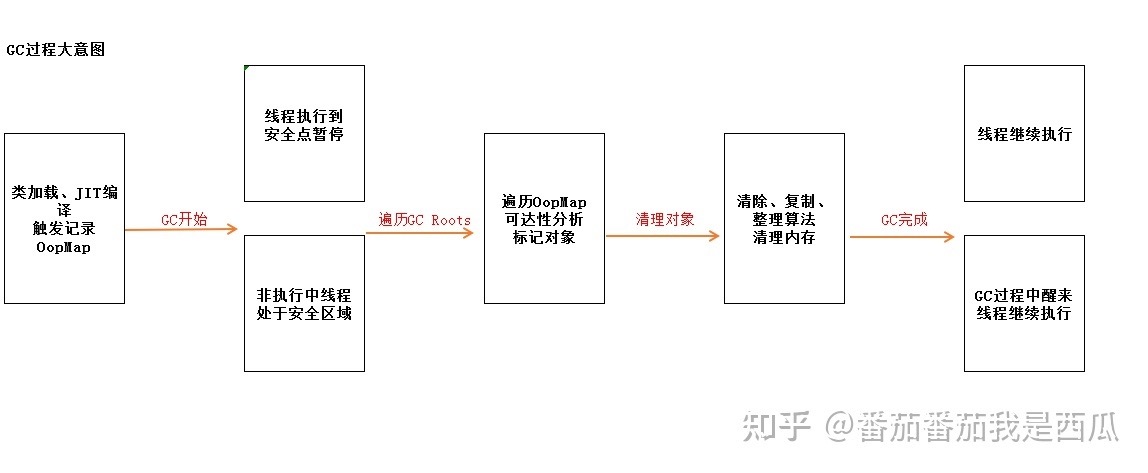 GC过程大意图
类加载、JIT编
译
触发记录
OopMap
GC开始
线程执行到
安全点暂停
非执行中线程
处于安全区域
遍历GC Roots
遍历OopMap
可达性分析
标记对象
清理对象
清除、复制、
整理算法
清理内存
GC完成
线程继续执行
GC过程中醒来
线程继续执行
知乎 @番茄番茄我是西瓜